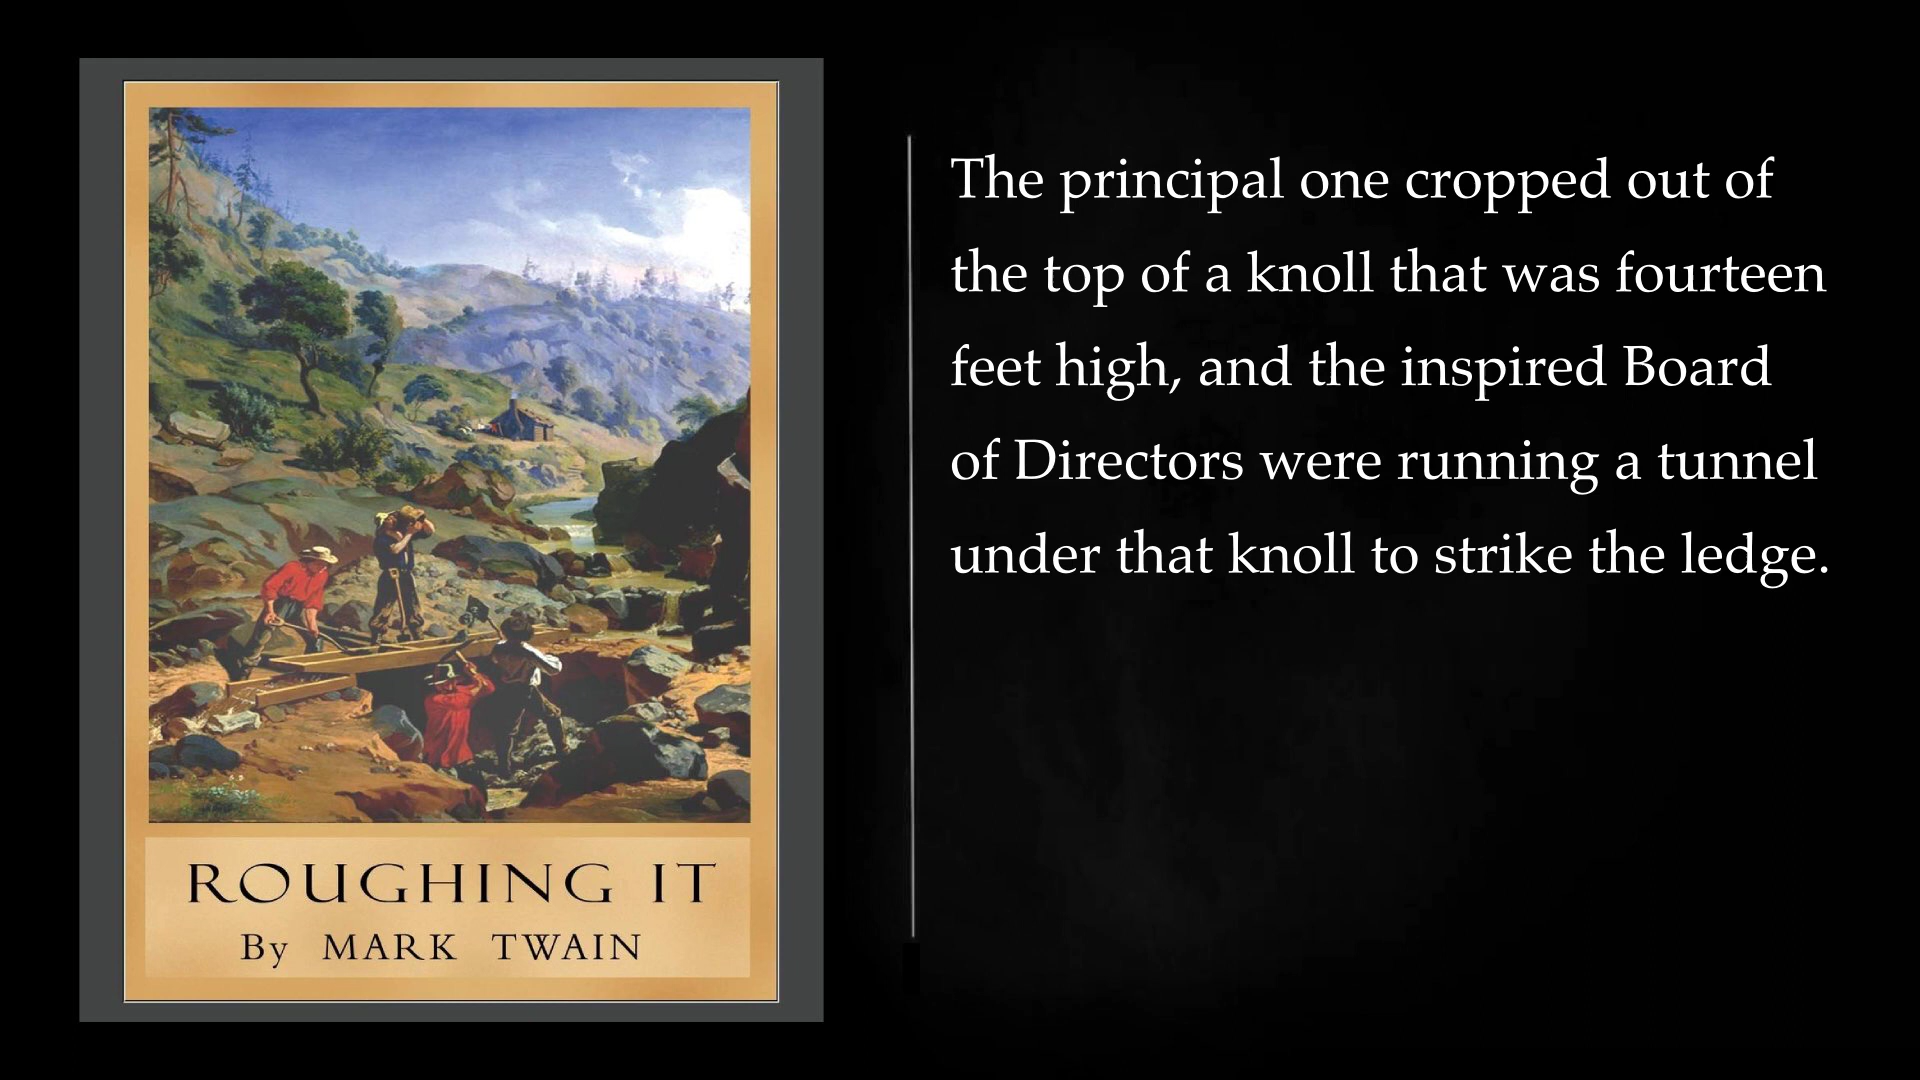 ROUGHING IT
By MARK TWAIN
The principal one cropped out of
the top of a knoll that was fourteen
feet high, and the inspired Board
of Directors were running a tunnel
under that knoll to strike the ledge.